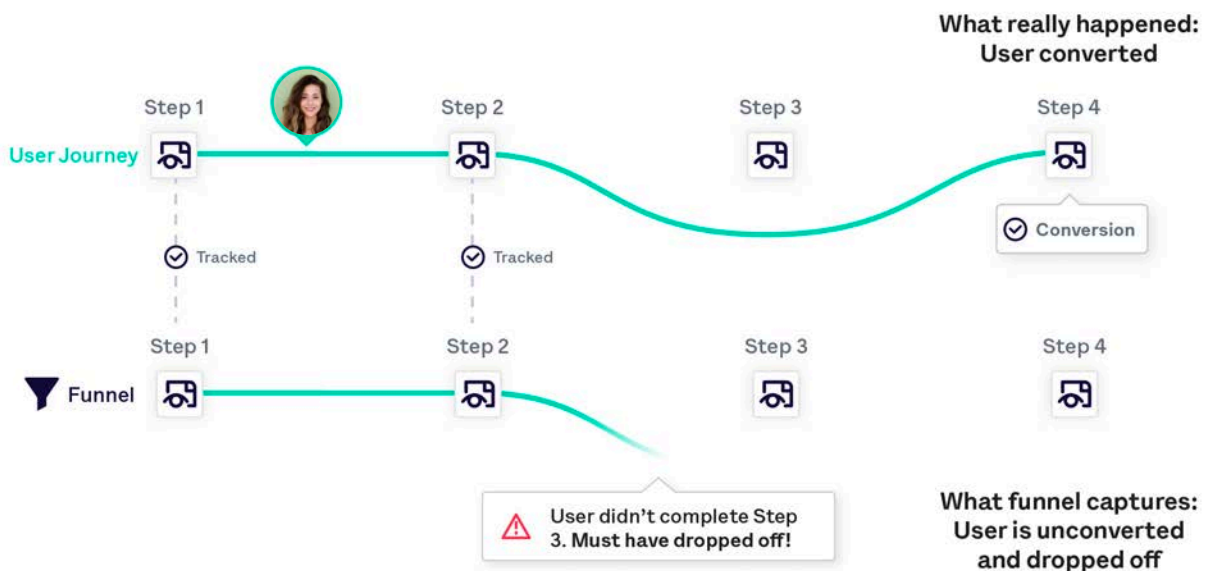 What really happened:
User converted
Step 1
Step 2
Step 3
Step 4
User Journey
Conversion
Tracked
Tracked
Step 1
Step 2
Step 3
Step 4
Funnel
User didn’t complete Step
3. Must have dropped off!
What funnel captures:
User is unconverted
and dropped off